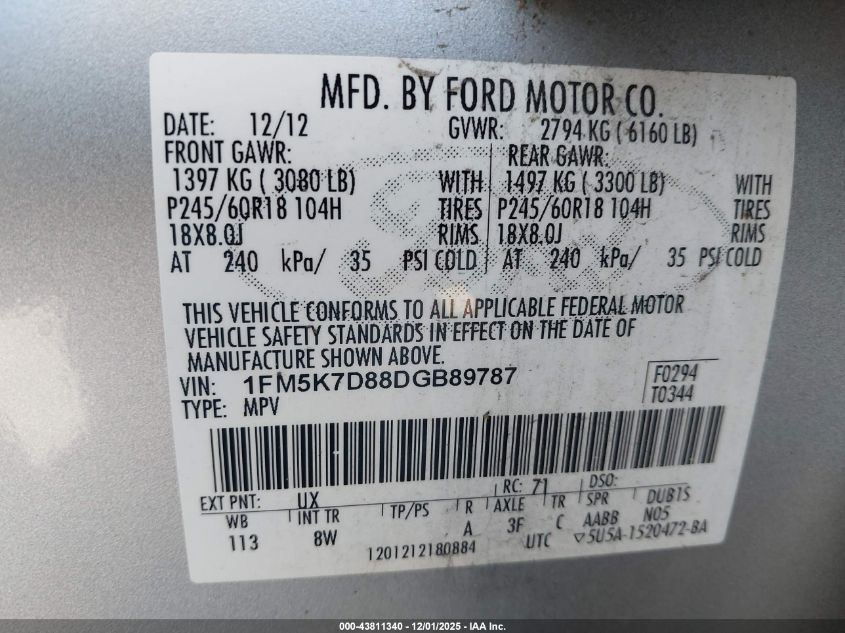 MFD. BY FORD MOTOR CO.
DATE: 12/12 GVWR: 2794 KG ( 6160 LB)
FRONT GAWR: REAR GAWR:
1397 KG ( 3080 LB) WITH 1497 KG ( 3300 LB) WITH
P245/60R18 104H TIRES P245/60R18 104H TIRES
18X8.0J RIMS 18X8.0J RIMS
AT 240 kPa/ 35 PSI COLD AT 240 kPa/ 35 PSI COLD
THIS VEHICLE CONFORMS TO ALL APPLICABLE FEDERAL MOTOR
VEHICLE SAFETY STANDARDS IN EFFECT ON THE DATE OF
MANUFACTURE SHOWN ABOVE.
VIN: 1FM5K7D88DGB89787 F0294
TYPE: MPV T0344
EXT PNT: UX RC: 71 DSO:
WB INT TR TP/PS R AXLE TR SPR DUB1S
113 8W A 3F C AABB N05
1201212180884 UTC ▽5U5A-1520472-BA
000-43811340 • 12/01/2025 • IAA Inc.